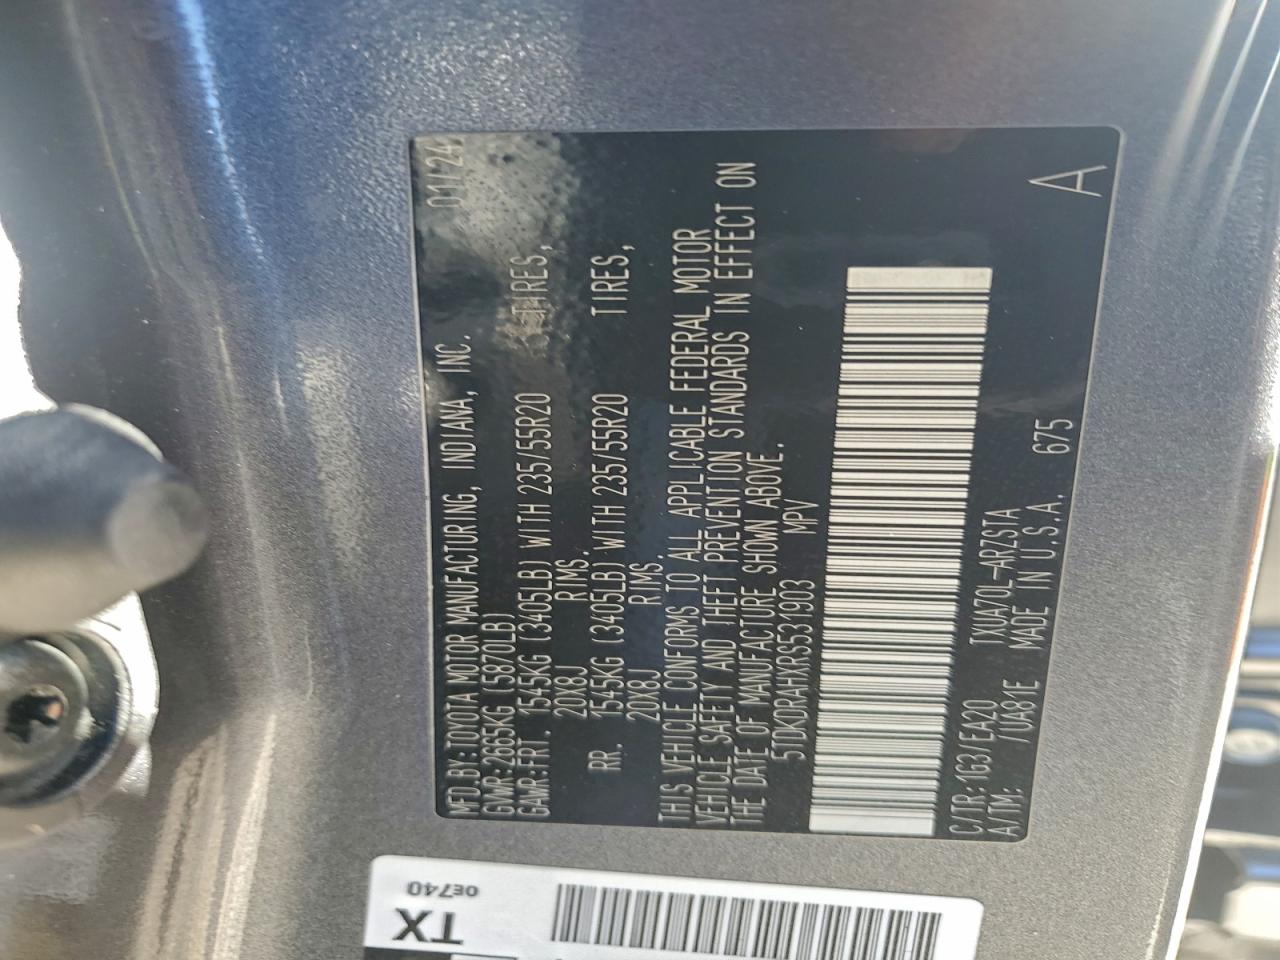 01/24
MFD.BY:TOYOTA MOTOR MANUFACTURING, INDIANA, INC.
GVWR:2665KG (5870LB)
GAWR:FRT. 1545KG (3405LB) WITH 235/55R20 TIRES,
20X8J RIMS.
RR. 1545KG (3405LB) WITH 235/55R20 TIRES,
20X8J RIMS.
THIS VEHICLE CONFORMS TO ALL APPLICABLE FEDERAL MOTOR
VEHICLE SAFETY AND THEFT PREVENTION STANDARDS IN EFFECT ON
THE DATE OF MANUFACTURE SHOWN ABOVE.
5TDKDRAHXRS531903 MPV
C/TR:1G3/EA20 TXUA70L-ARZSTA
A/TM: /UA81E MADE IN U.S.A. 675
A
OE740
TX